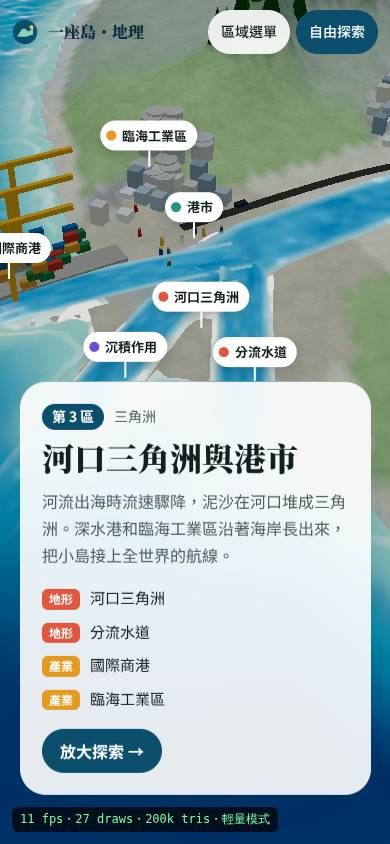 一座島・地理
區域選單
自由探索
臨海工業區
港市
際商港
河口三角洲
沉積作用
分流水道
第 3 區
三角洲
河口三角洲與港市
河流出海時流速驟降，泥沙在河口堆成三角
洲。深水港和臨海工業區沿著海岸長出來，
把小島接上全世界的航線。
地形
河口三角洲
地形
分流水道
產業
國際商港
產業
臨海工業區
放大探索 →
11 fps·27 draws·200k tris·輕量模式